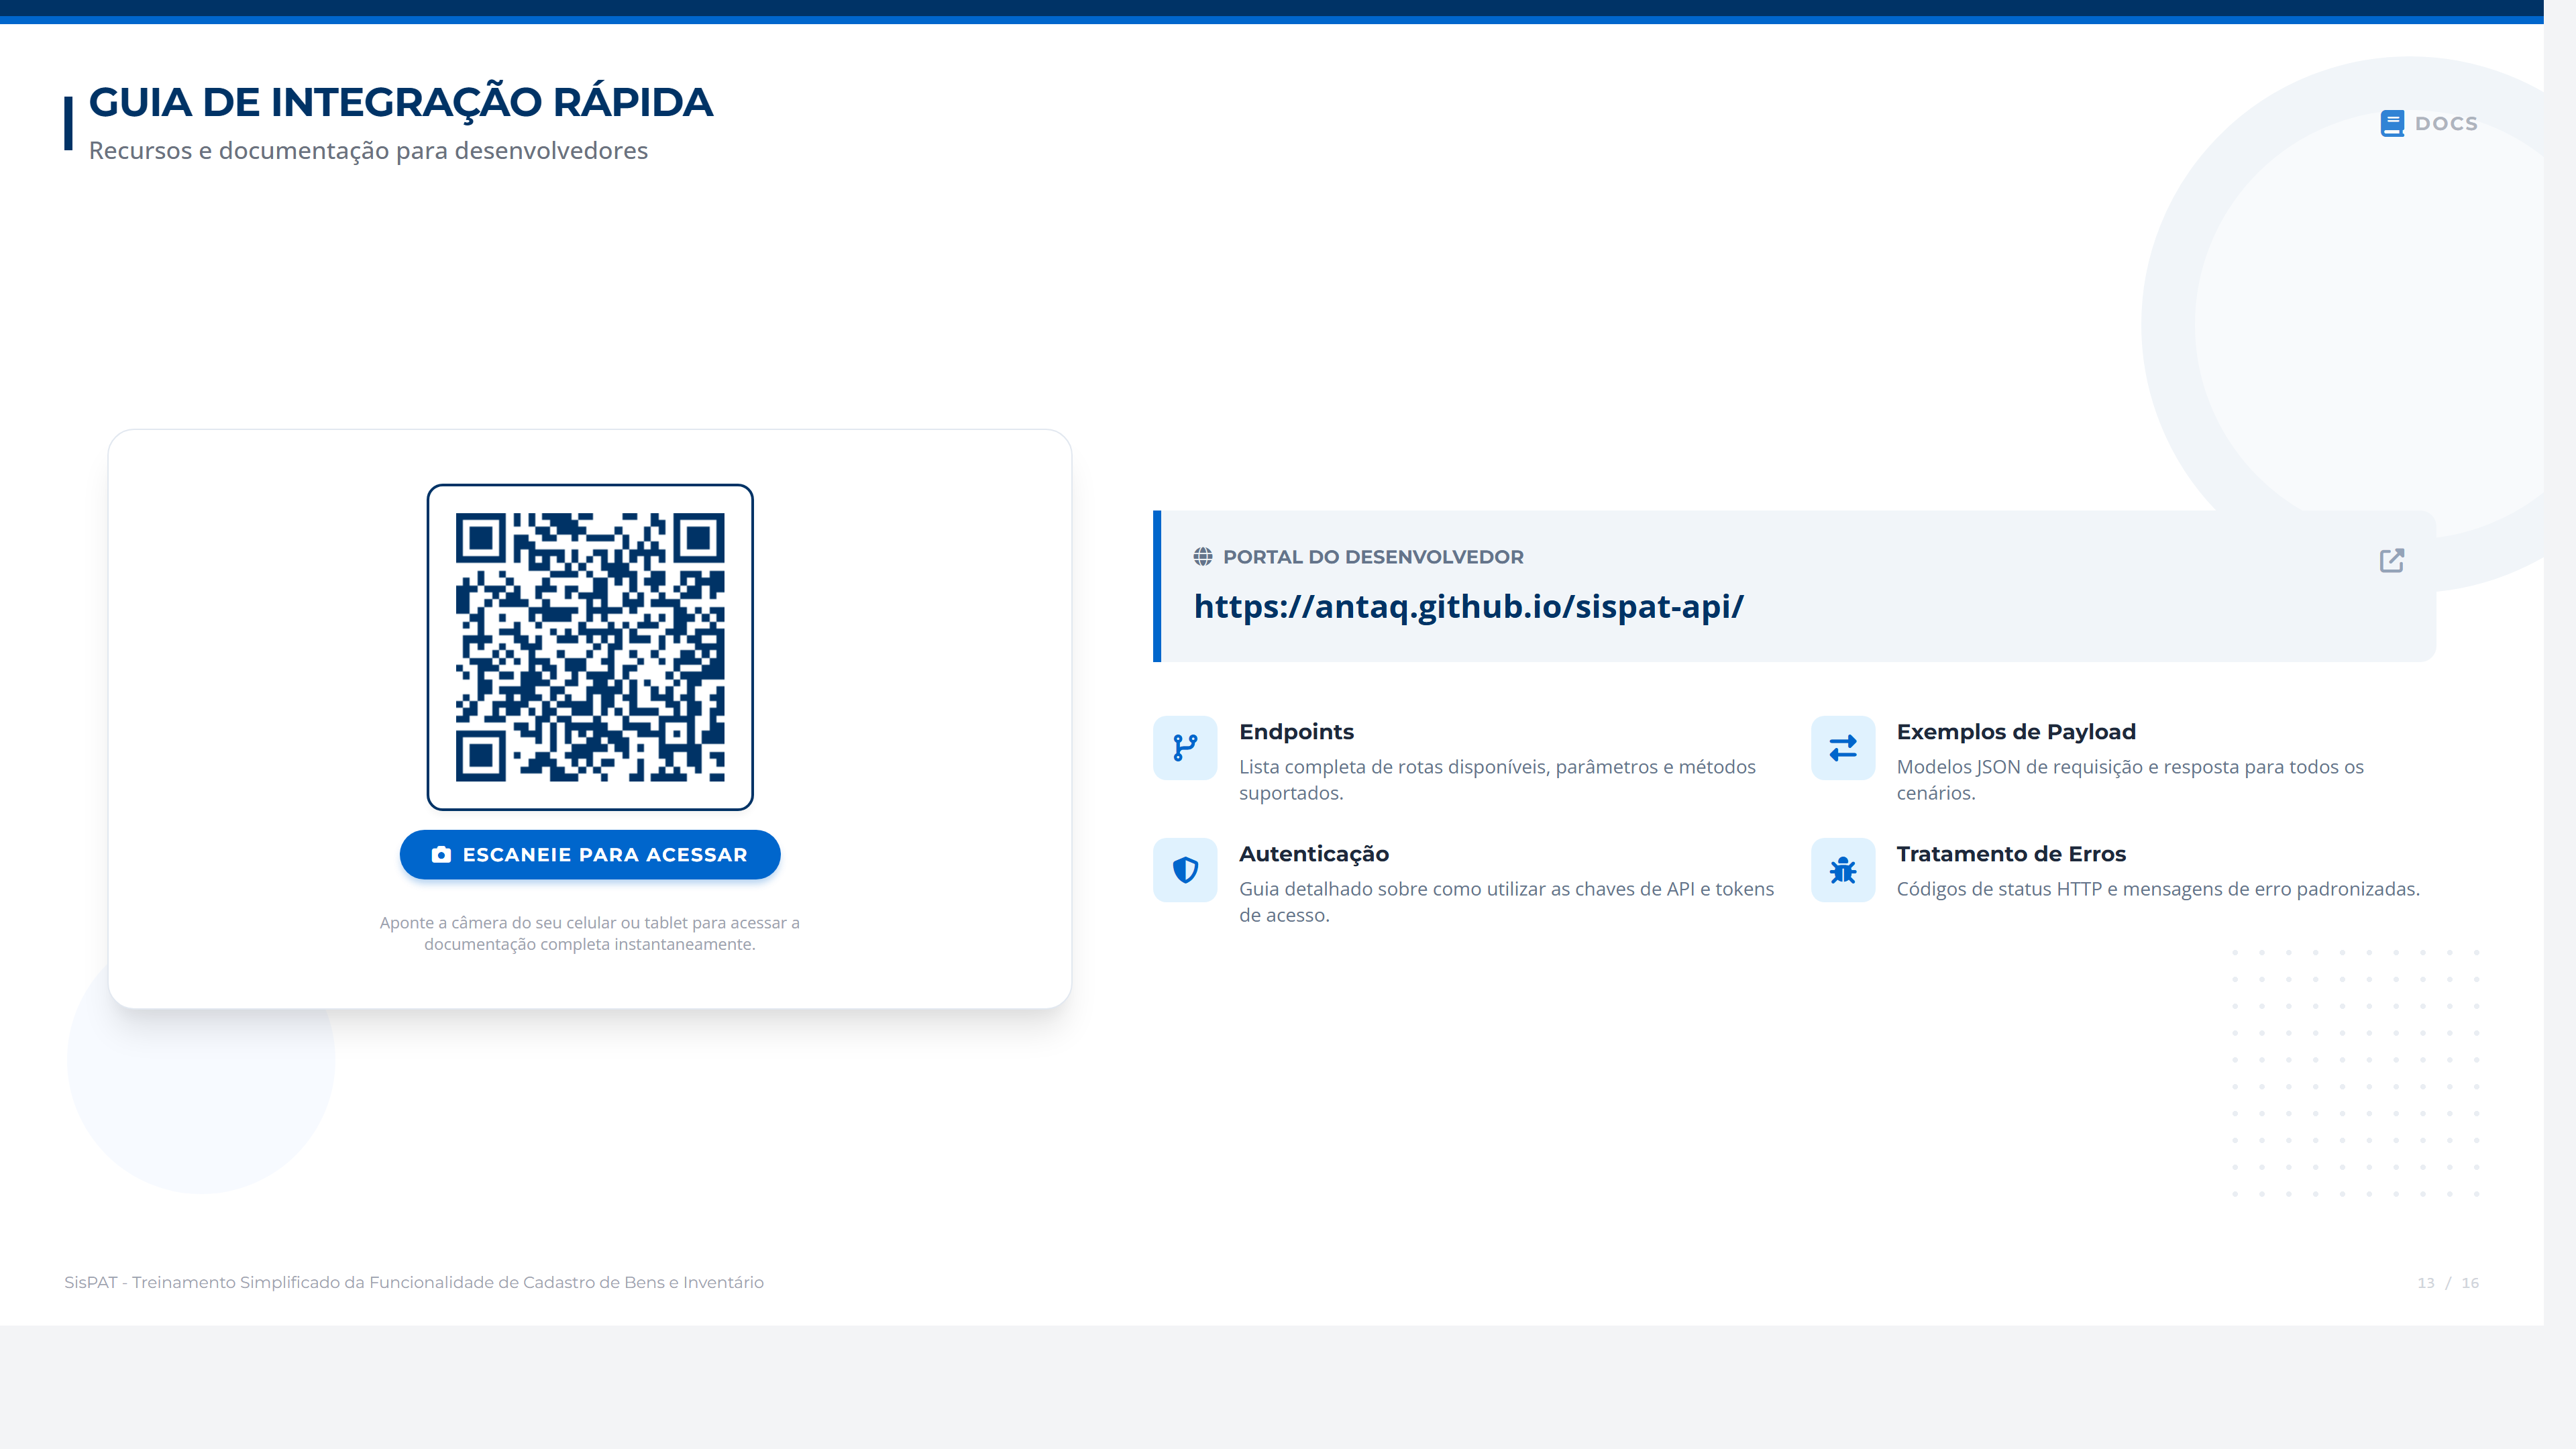 GUIA DE INTEGRAÇÃO RÁPIDA
Recursos e documentação para desenvolvedores
DOCS
ESCANEIE PARA ACESSAR
Aponte a câmera do seu celular ou tablet para acessar a
documentação completa instantaneamente.
PORTAL DO DESENVOLVEDOR
https://antaq.github.io/sispat-api/
Endpoints
Lista completa de rotas disponíveis, parâmetros e métodos
suportados.
Exemplos de Payload
Modelos JSON de requisição e resposta para todos os
cenários.
Autenticação
Guia detalhado sobre como utilizar as chaves de API e tokens
de acesso.
Tratamento de Erros
Códigos de status HTTP e mensagens de erro padronizadas.
SisPAT - Treinamento Simplificado da Funcionalidade de Cadastro de Bens e Inventário
13 / 16